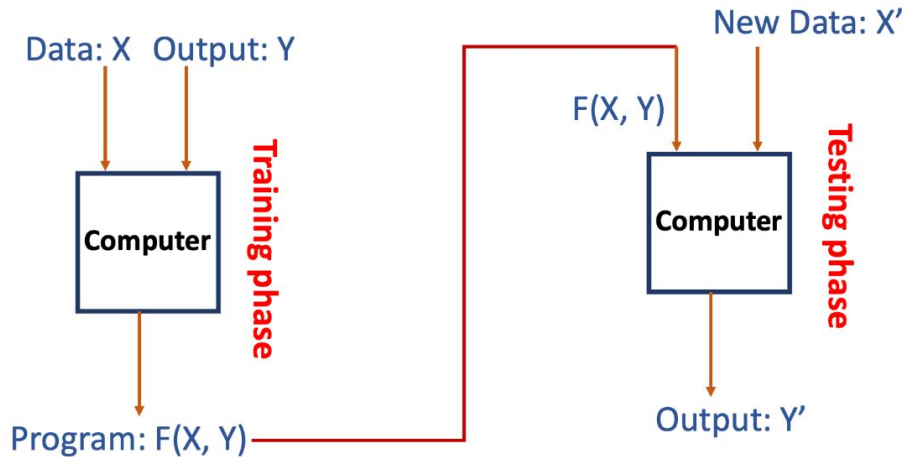 Data: X Output: Y
Computer
Training phase
Program: F(X, Y)
New Data: X’
F(X, Y)
Computer
Testing phase
Output: Y’